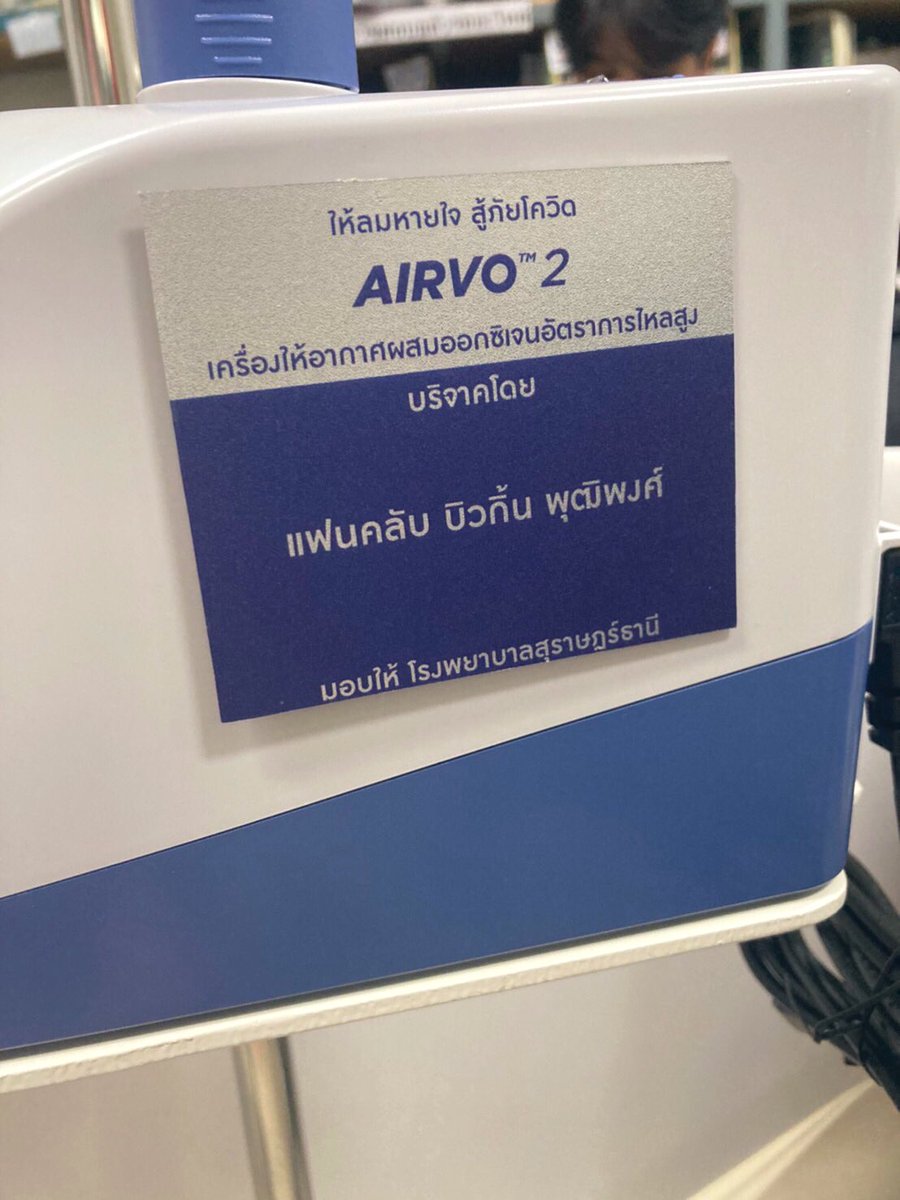 ให้ลมหายใจ สู้ภัยโควิด
AIRVO™ 2
เครื่องให้อากาศผสมออกซิเจนอัตราการไหลสูง
บริจาคโดย
แฟนคลับ บิวกิ้น พุฒิพงศ์
มอบให้ โรงพยาบาลสุราษฎร์ธานี